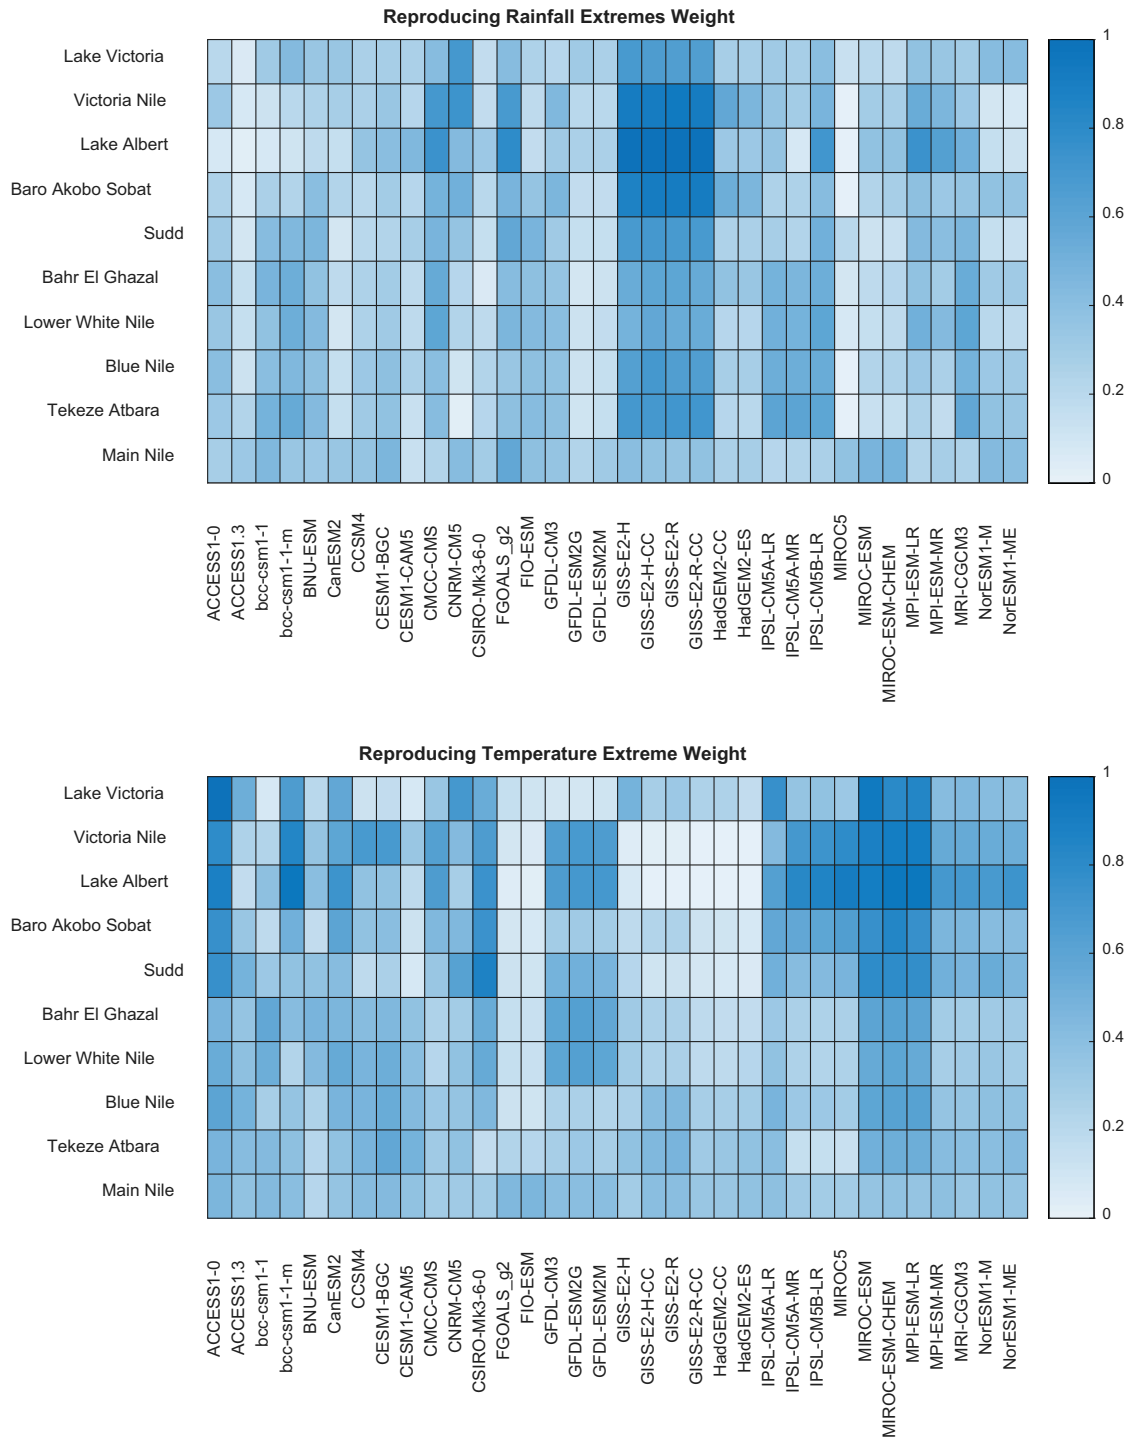 Reproducing Rainfall Extremes Weight
Lake Victoria
Victoria Nile
Lake Albert
Baro Akobo Sobat
Sudd
Bahr El Ghazal
Lower White Nile
Blue Nile
Tekeze Atbara
Main Nile
1
0.8
0.6
0.4
0.2
0
ACCESS1-0
ACCESS1.3
bcc-csm1-1
bcc-csm1-1-m
BNU-ESM
CanESM2
CCSM4
CESM1-BGC
CESM1-CAM5
CMCC-CMS
CNRM-CM5
CSIRO-Mk3-6-0
FGOALS_g2
FIO-ESM
GFDL-CM3
GFDL-ESM2G
GFDL-ESM2M
GISS-E2-H
GISS-E2-H-CC
GISS-E2-R
GISS-E2-R-CC
HadGEM2-CC
HadGEM2-ES
IPSL-CM5A-LR
IPSL-CM5A-MR
IPSL-CM5B-LR
MIROC5
MIROC-ESM
MIROC-ESM-CHEM
MPI-ESM-LR
MPI-ESM-MR
MRI-CGCM3
NorESM1-M
NorESM1-ME
Reproducing Temperature Extreme Weight
Lake Victoria
Victoria Nile
Lake Albert
Baro Akobo Sobat
Sudd
Bahr El Ghazal
Lower White Nile
Blue Nile
Tekeze Atbara
Main Nile
1
0.8
0.6
0.4
0.2
0
ACCESS1-0
ACCESS1.3
bcc-csm1-1
bcc-csm1-1-m
BNU-ESM
CanESM2
CCSM4
CESM1-BGC
CESM1-CAM5
CMCC-CMS
CNRM-CM5
CSIRO-Mk3-6-0
FGOALS_g2
FIO-ESM
GFDL-CM3
GFDL-ESM2G
GFDL-ESM2M
GISS-E2-H
GISS-E2-H-CC
GISS-E2-R
GISS-E2-R-CC
HadGEM2-CC
HadGEM2-ES
IPSL-CM5A-LR
IPSL-CM5A-MR
IPSL-CM5B-LR
MIROC5
MIROC-ESM
MIROC-ESM-CHEM
MPI-ESM-LR
MPI-ESM-MR
MRI-CGCM3
NorESM1-M
NorESM1-ME